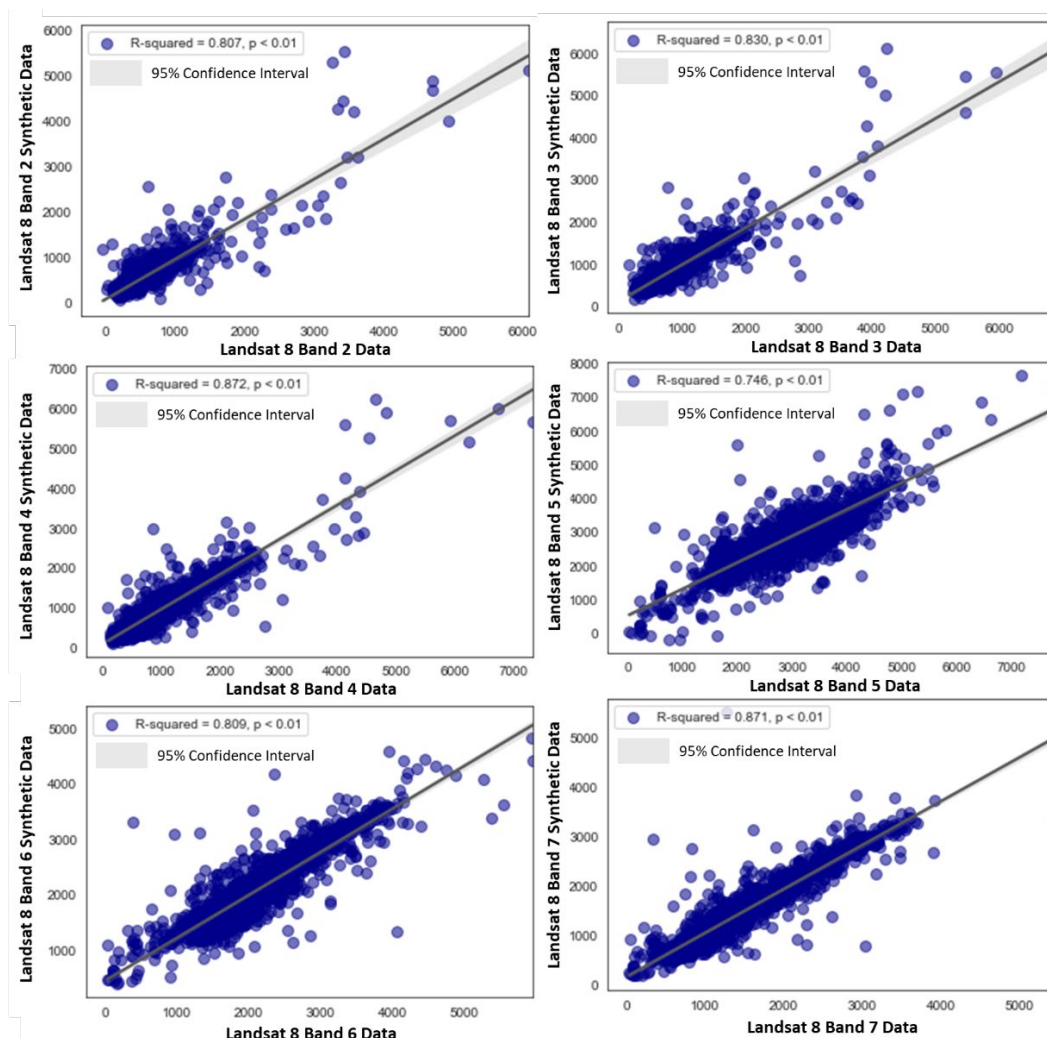 R-squared = 0.807, p < 0.01
95% Confidence Interval
Landsat 8 Band 2 Synthetic Data
6000
5000
4000
3000
2000
1000
0
0 1000 2000 3000 4000 5000 6000
Landsat 8 Band 2 Data
R-squared = 0.830, p < 0.01
95% Confidence Interval
Landsat 8 Band 3 Synthetic Data
6000
5000
4000
3000
2000
1000
0
0 1000 2000 3000 4000 5000 6000
Landsat 8 Band 3 Data
R-squared = 0.872, p < 0.01
95% Confidence Interval
Landsat 8 Band 4 Synthetic Data
7000
6000
5000
4000
3000
2000
1000
0
0 1000 2000 3000 4000 5000 6000 7000
Landsat 8 Band 4 Data
R-squared = 0.746, p < 0.01
95% Confidence Interval
Landsat 8 Band 5 Synthetic Data
8000
7000
6000
5000
4000
3000
2000
1000
0
0 1000 2000 3000 4000 5000 6000 7000
Landsat 8 Band 5 Data
R-squared = 0.809, p < 0.01
95% Confidence Interval
Landsat 8 Band 6 Synthetic Data
5000
4000
3000
2000
1000
0 1000 2000 3000 4000 5000
Landsat 8 Band 6 Data
R-squared = 0.871, p < 0.01
95% Confidence Interval
Landsat 8 Band 7 Synthetic Data
5000
4000
3000
2000
1000
0
0 1000 2000 3000 4000 5000
Landsat 8 Band 7 Data